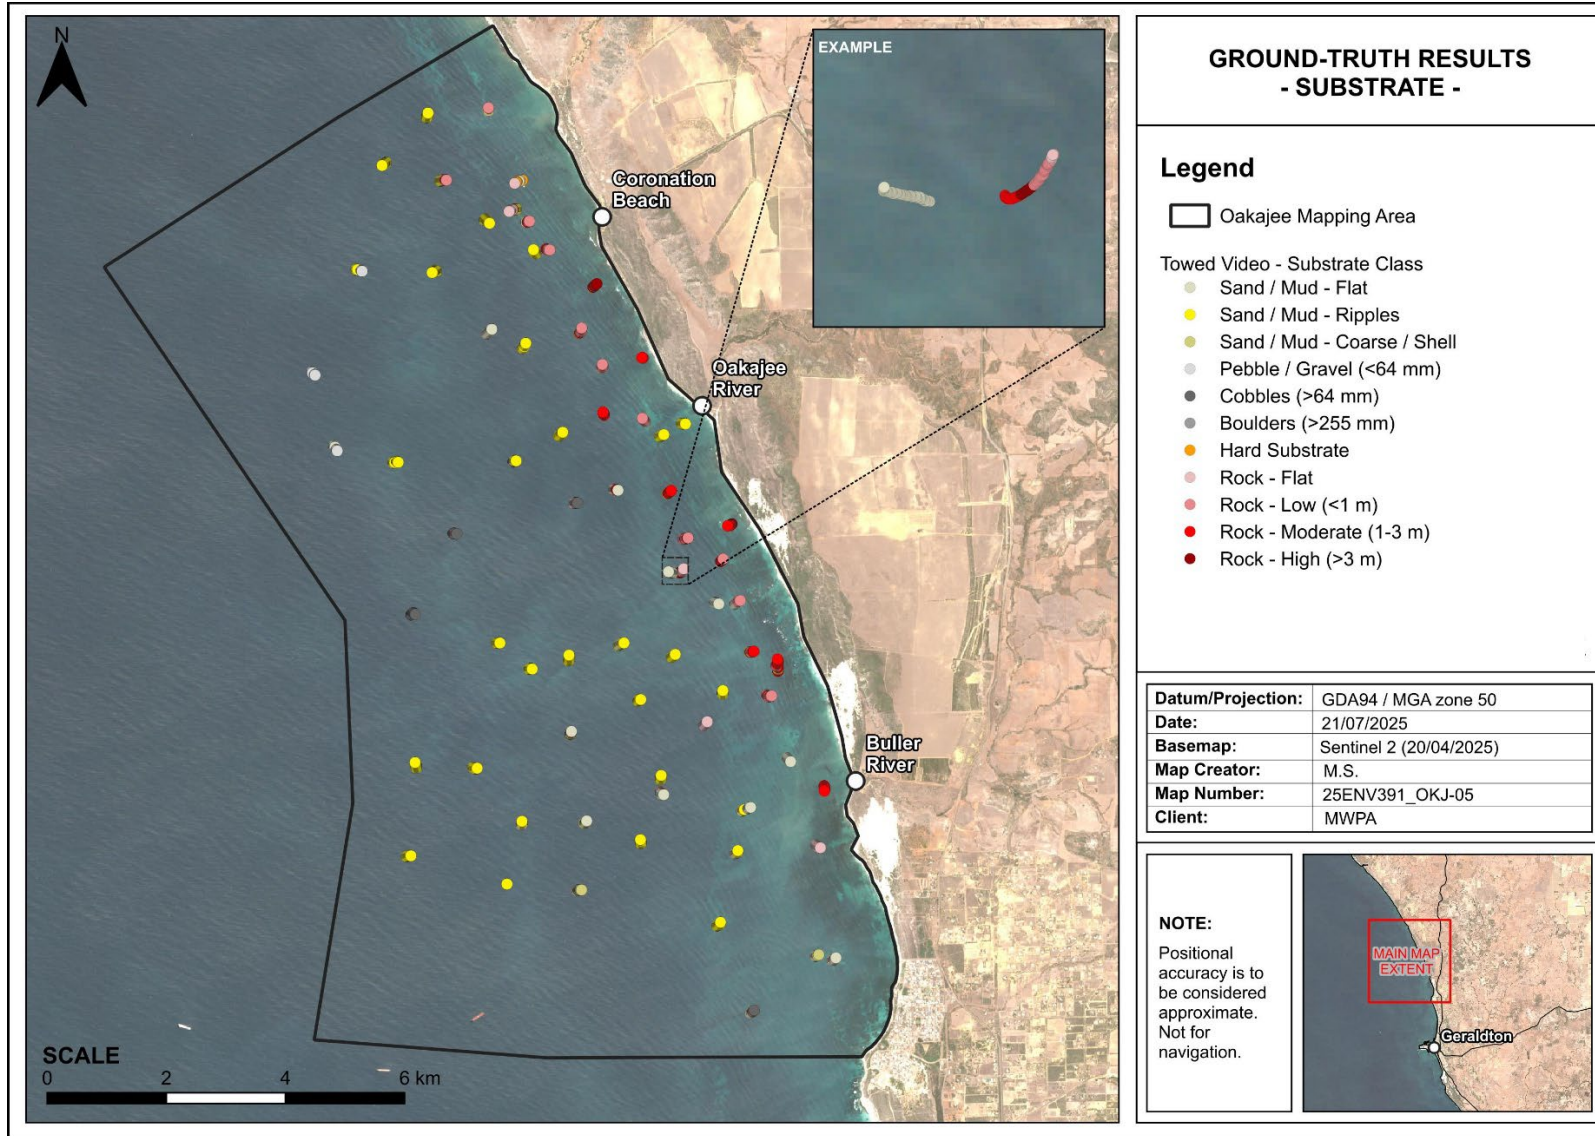 N
EXAMPLE
Coronation
Beach
Oakajee
River
Buller
River
SCALE
0 2 4 6 km
GROUND-TRUTH RESULTS
- SUBSTRATE -
Legend
Oakajee Mapping Area
Towed Video - Substrate Class
Sand / Mud - Flat
Sand / Mud - Ripples
Sand / Mud - Coarse / Shell
Pebble / Gravel (<64 mm)
Cobbles (>64 mm)
Boulders (>255 mm)
Hard Substrate
Rock - Flat
Rock - Low (<1 m)
Rock - Moderate (1-3 m)
Rock - High (>3 m)
Datum/Projection: GDA94 / MGA zone 50
Date: 21/07/2025
Basemap: Sentinel 2 (20/04/2025)
Map Creator: M.S.
Map Number: 25ENV391_OKJ-05
Client: MWPA
NOTE:
Positional
accuracy is to
be considered
approximate.
Not for
navigation.
MAIN MAP
EXTENT
Geraldton